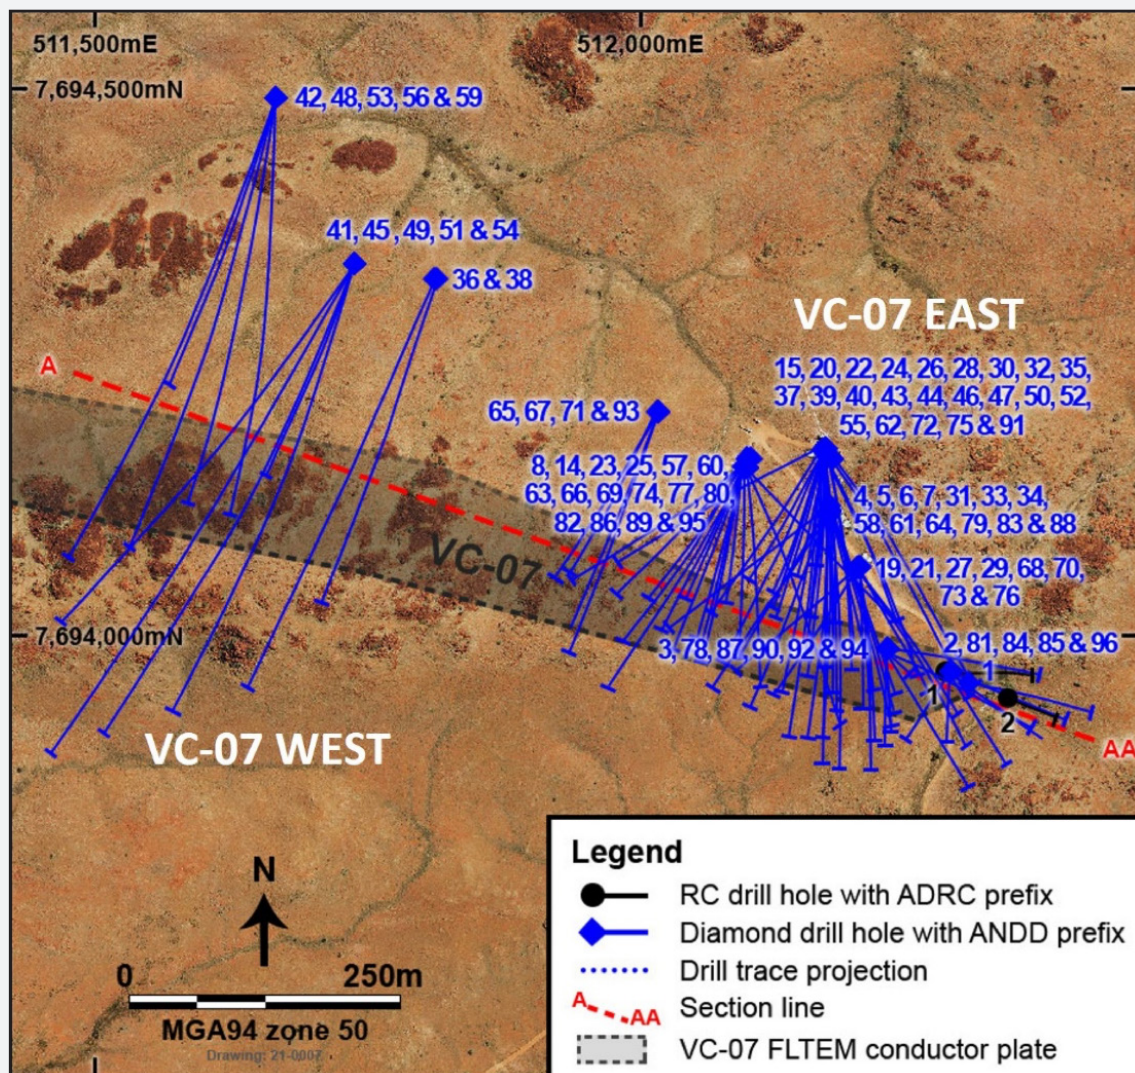 511,500mE
512,000mE
7,694,500mN
42, 48, 53, 56 & 59
41, 45 , 49, 51 & 54
36 & 38
VC-07 EAST
A
15, 20, 22, 24, 26, 28, 30, 32, 35,
37, 39, 40, 43, 44, 46, 47, 50, 52,
55, 62, 72, 75 & 91
65, 67, 71 & 93
8, 14, 23, 25, 57, 60,
63, 66, 69, 74, 77, 80,
82, 86, 89 & 95
4, 5, 6, 7, 31, 33, 34,
58, 61, 64, 79, 83 & 88
VC-07
19, 21, 27, 29, 68, 70,
73 & 76
7,694,000mN
3, 78, 87, 90, 92 & 94
2, 81, 84, 85 & 96
1
1
2
AA
VC-07 WEST
N
0
250m
MGA94 zone 50
Drawing: 21-0007
Legend
RC drill hole with ADRC prefix
Diamond drill hole with ANDD prefix
Drill trace projection
A
AA
Section line
VC-07 FLTEM conductor plate